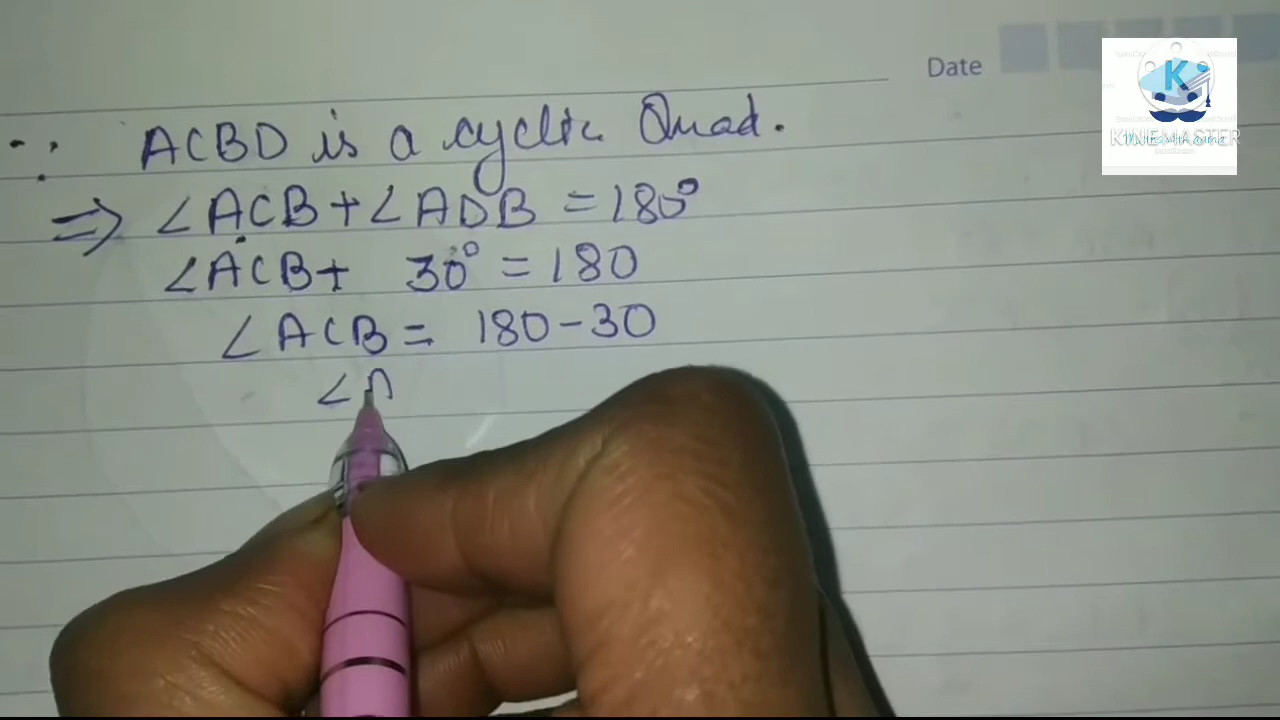 Date
K
KINEMASTER
∵ ACBD is a cyclic Quad.
⇒ ∠ACB + ∠ADB = 180°
∠ACB + 30° = 180
∠ACB = 180 - 30
∠A